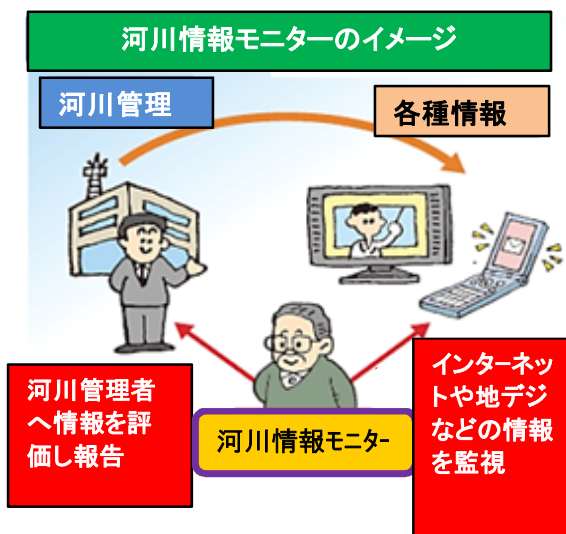 河川情報モニターのイメージ
河川管理
各種情報
河川管理者
へ情報を評
価し報告
河川情報モニター
インターネッ
トや地デジ
などの情報
を監視